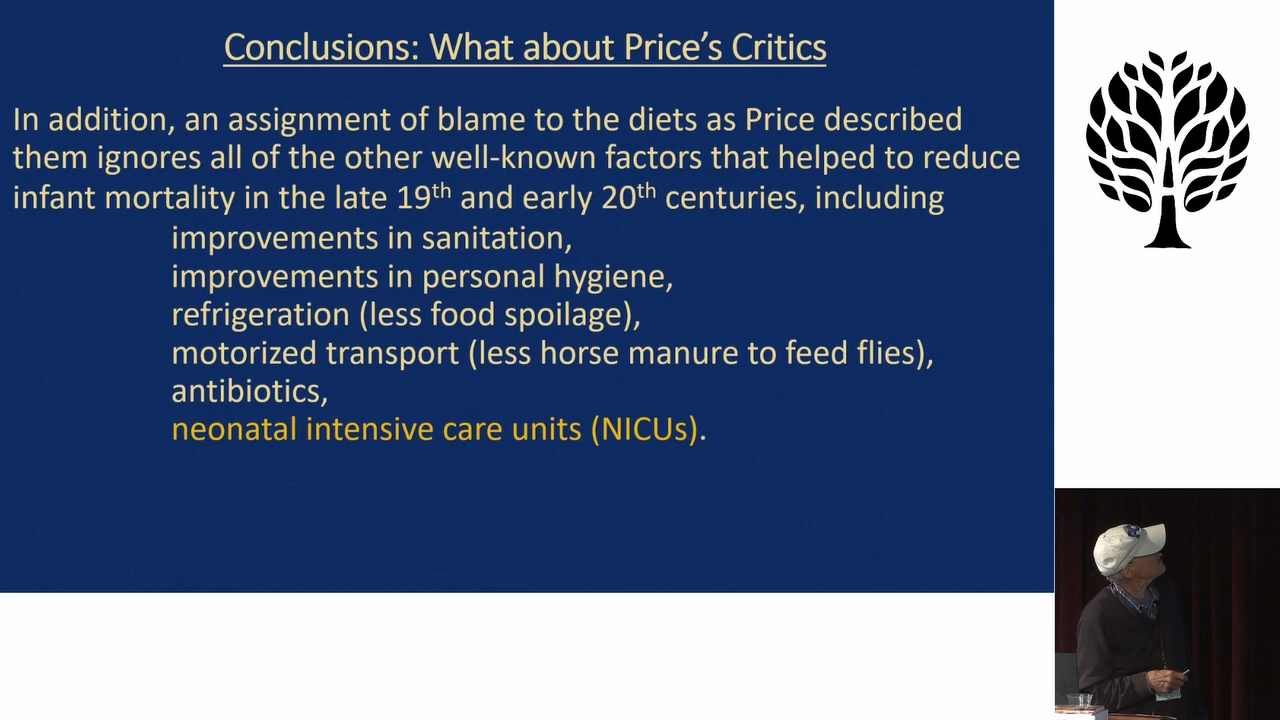 Conclusions: What about Price’s Critics
In addition, an assignment of blame to the diets as Price described
them ignores all of the other well-known factors that helped to reduce
infant mortality in the late 19th and early 20th centuries, including
improvements in sanitation,
improvements in personal hygiene,
refrigeration (less food spoilage),
motorized transport (less horse manure to feed flies),
antibiotics,
neonatal intensive care units (NICUs).